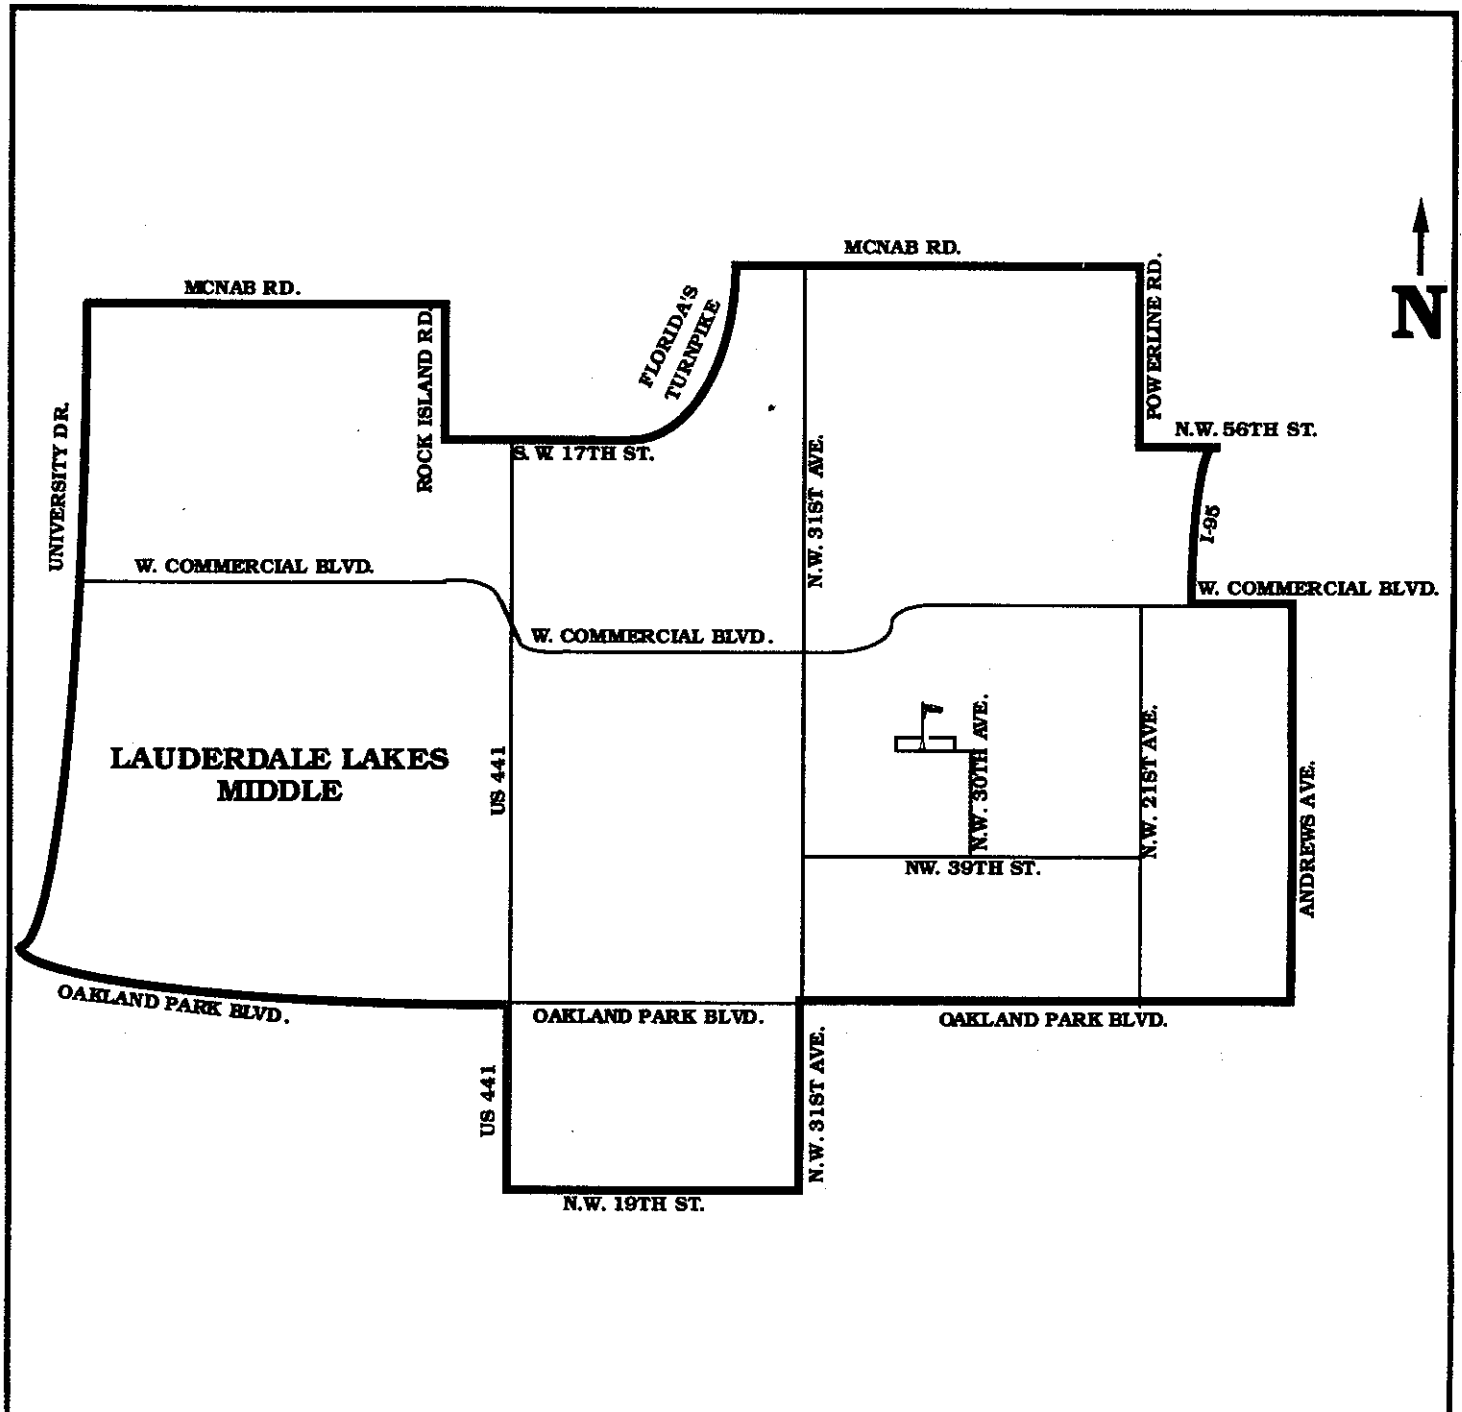 MCNAB RD.
MCNAB RD.
FLORIDA'S
TURNPIKE
POWERLINE RD.
N
ROCK ISLAND RD.
UNIVERSITY DR.
S. W. 17TH ST.
N.W. 31ST AVE.
N.W. 56TH ST.
I-95
W. COMMERCIAL BLVD.
W. COMMERCIAL BLVD.
W. COMMERCIAL BLVD.
LAUDERDALE LAKES
MIDDLE
US 441
N.W. 30TH AVE.
N.W. 21ST AVE.
ANDREWS AVE.
NW. 39TH ST.
OAKLAND PARK BLVD.
OAKLAND PARK BLVD.
OAKLAND PARK BLVD.
US 441
N.W. 31ST AVE.
N.W. 19TH ST.